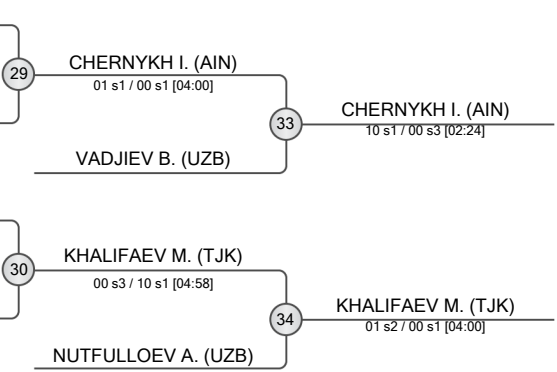 CHERNYKH I. (AIN)
29
01 s1 / 00 s1 [04:00]
CHERNYKH I. (AIN)
33
10 s1 / 00 s3 [02:24]
VADJIEV B. (UZB)
KHALIFAEV M. (TJK)
30
00 s3 / 10 s1 [04:58]
KHALIFAEV M. (TJK)
34
01 s2 / 00 s1 [04:00]
NUTFULLOEV A. (UZB)